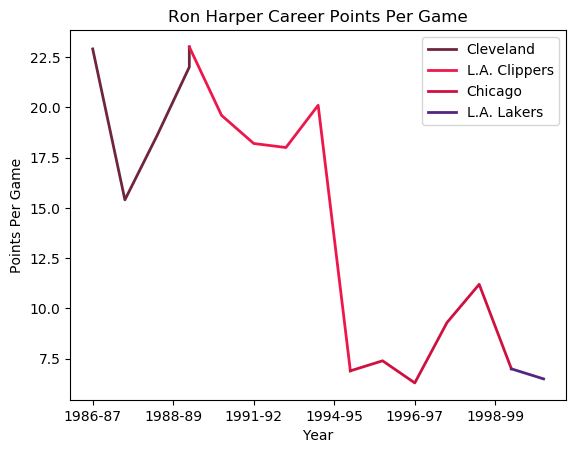 Ron Harper Career Points Per Game
Cleveland
L.A. Clippers
Chicago
L.A. Lakers
Points Per Game
22.5
20.0
17.5
15.0
12.5
10.0
7.5
1986-87 1988-89 1991-92 1994-95 1996-97 1998-99
Year